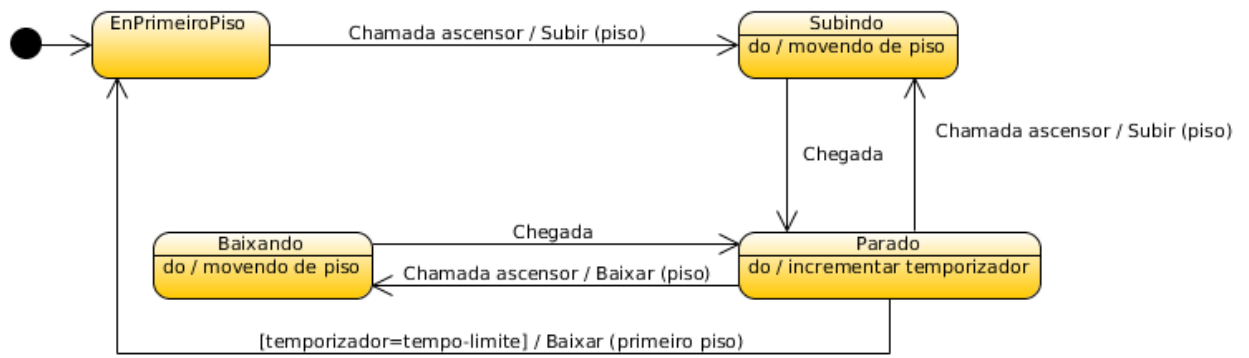 EnPrimeiroPiso
Chamada ascensor / Subir (piso)
Subindo
do / movendo de piso
Chegada
Chamada ascensor / Subir (piso)
Baixando
do / movendo de piso
Chegada
Chamada ascensor / Baixar (piso)
Parado
do / incrementar temporizador
[temporizador=tempo-limite] / Baixar (primeiro piso)